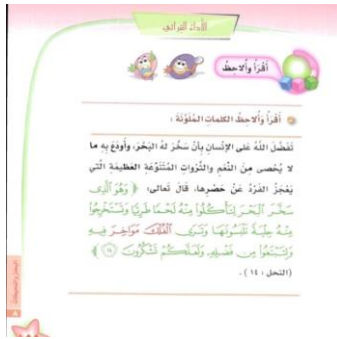 الأداء القرائي
أقرأ وألاحظ
أقرأ وألاحظ الكلمات الملونة :
تفضل الله على الإنسان بأن سخر له البحر، وأودع به ما
لا يحصى من النعم والثروات المتنوعة العظيمة التي
يعجز الفرد عن حصرها، قال تعالى: ﴿ وَهُوَ ٱلَّذِى
سَخَّرَ ٱلْبَحْرَ لِتَأْكُلُوا۟ مِنْهُ لَحْمًا طَرِيًّا وَتَسْتَخْرِجُوا۟
مِنْهُ حِلْيَةً تَلْبَسُونَهَا وَتَرَى ٱلْفُلْكَ مَوَاخِرَ فِيهِ
وَلِتَبْتَغُوا۟ مِن فَضْلِهِۦ وَلَعَلَّكُمْ تَشْكُرُونَ ﴿١٤﴾ ﴾
(النحل : ١٤ ) .
٨